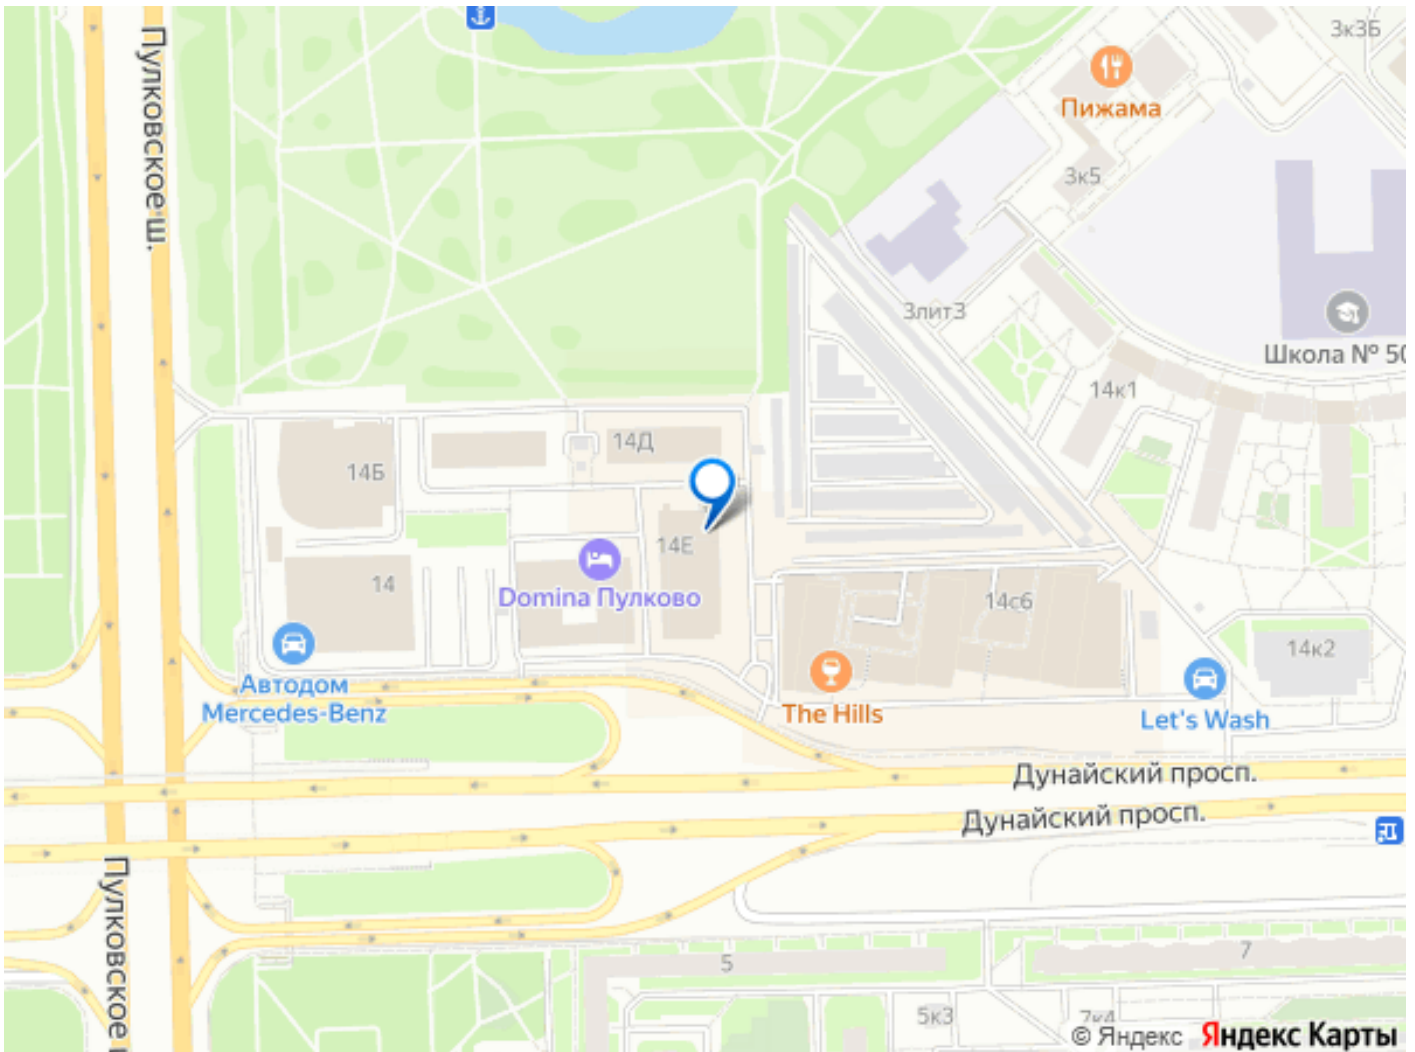 3к3Б
Пижама
Пулковское ш.
3к5
3лит3
Школа № 50
14к1
14Д
14Б
14Е
14
Domina Пулково
14с6
14к2
Автодом
Mercedes-Benz
The Hills
Let's Wash
Дунайский просп.
Дунайский просп.
Пулковское
5
7
5к3
7к4
© Яндекс Яндекс Карты